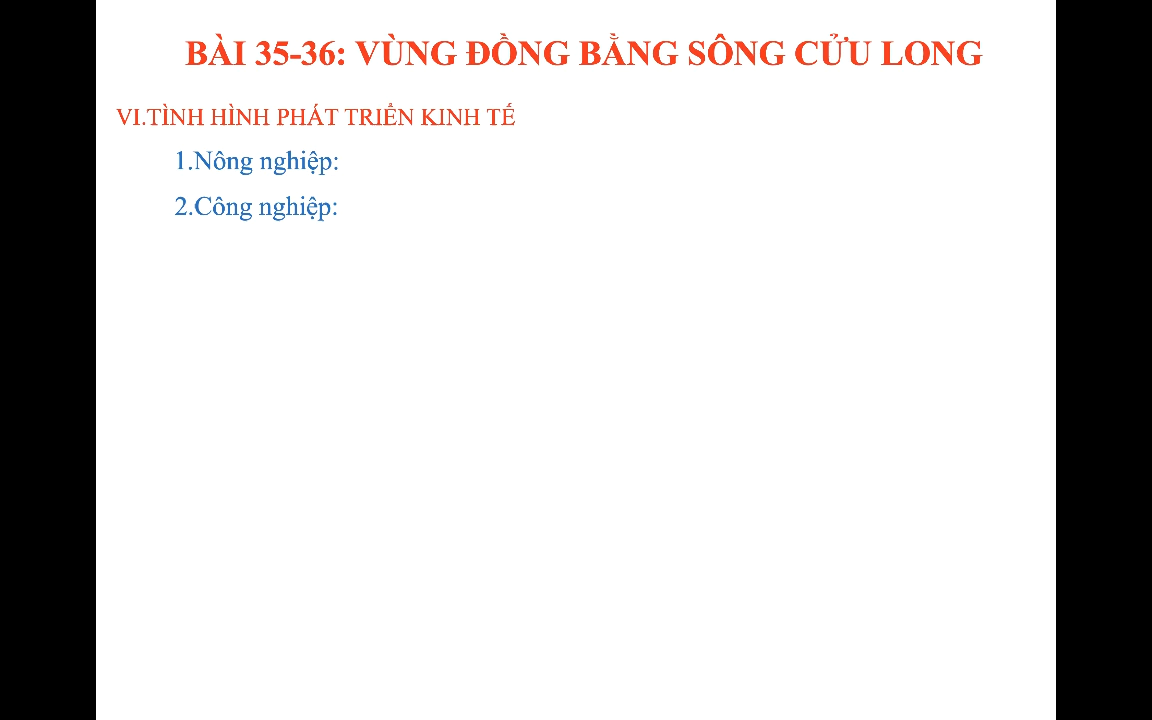 BÀI 35-36: VÙNG ĐỒNG BẰNG SÔNG CỬU LONG
VI.TÌNH HÌNH PHÁT TRIỂN KINH TẾ
1.Nông nghiệp:
2.Công nghiệp: